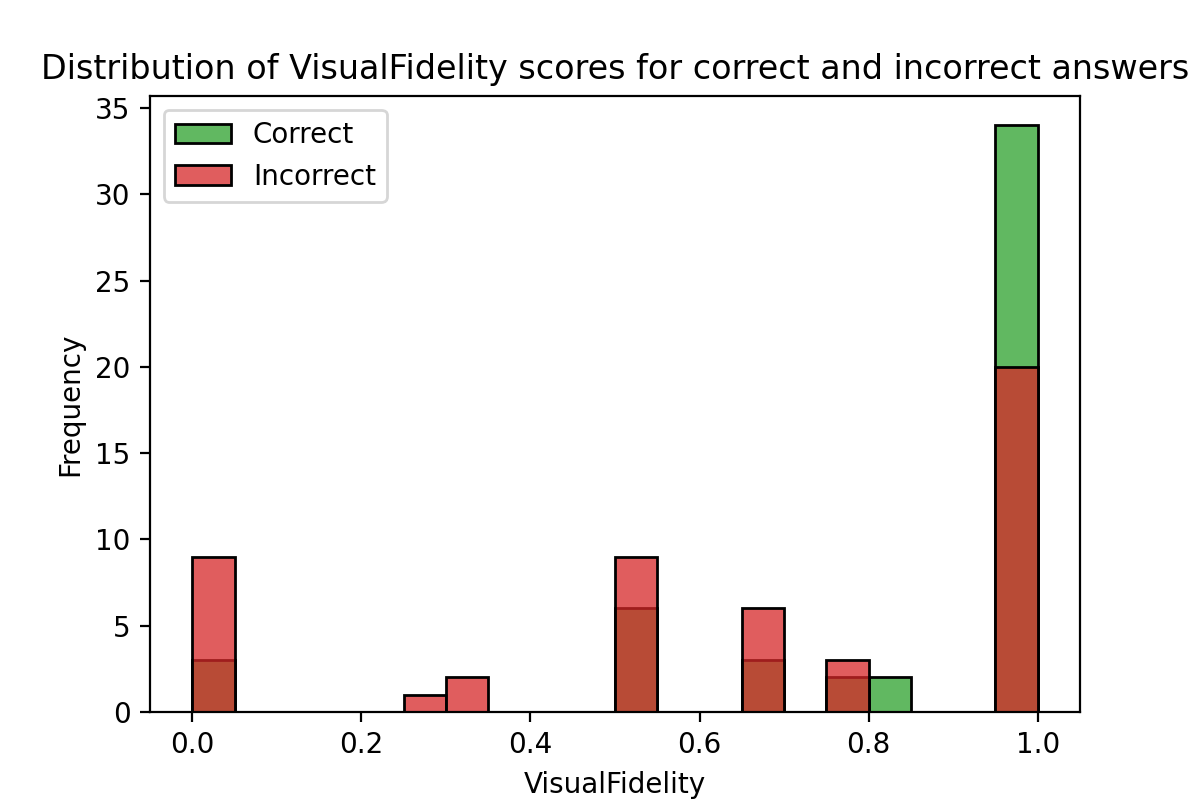 Distribution of VisualFidelity scores for correct and incorrect answers
35
30
25
20
15
10
5
0
Frequency
Correct
Incorrect
0.0 0.2 0.4 0.6 0.8 1.0
VisualFidelity